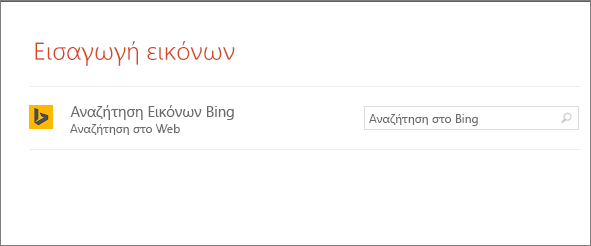 Εισαγωγή εικόνων
Αναζήτηση Εικόνων Bing
Αναζήτηση στο Web
Αναζήτηση στο Bing